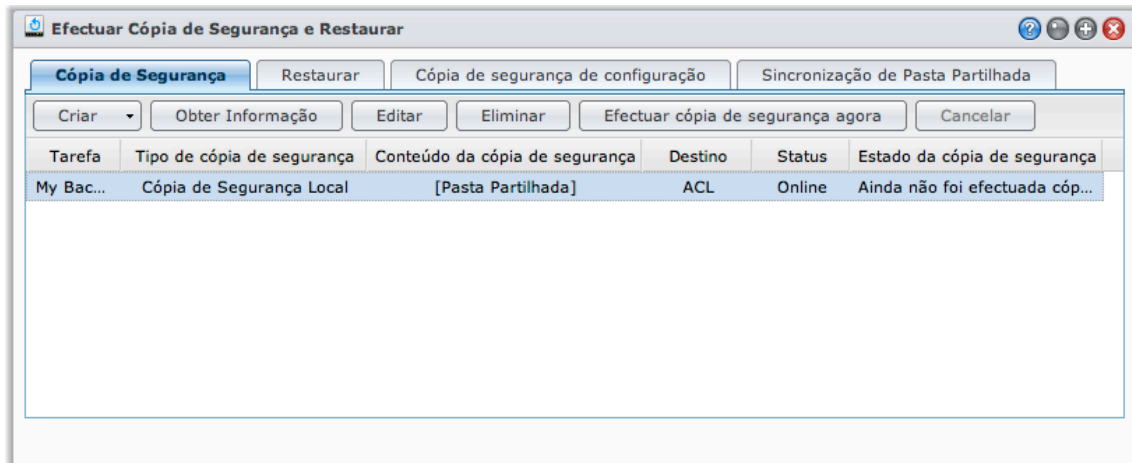 Efectuar Cópia de Segurança e Restaurar
Cópia de Segurança Restaurar Cópia de segurança de configuração Sincronização de Pasta Partilhada
Criar Obter Informação Editar Eliminar Efectuar cópia de segurança agora Cancelar
Tarefa Tipo de cópia de segurança Conteúdo da cópia de segurança Destino Status Estado da cópia de segurança
My Bac... Cópia de Segurança Local [Pasta Partilhada] ACL Online Ainda não foi efectuada cóp...